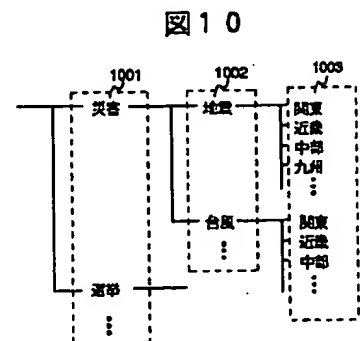 図１０
1001
1002
1003
災害
地震
関東
近畿
中部
九州
台風
関東
近畿
中部
選挙